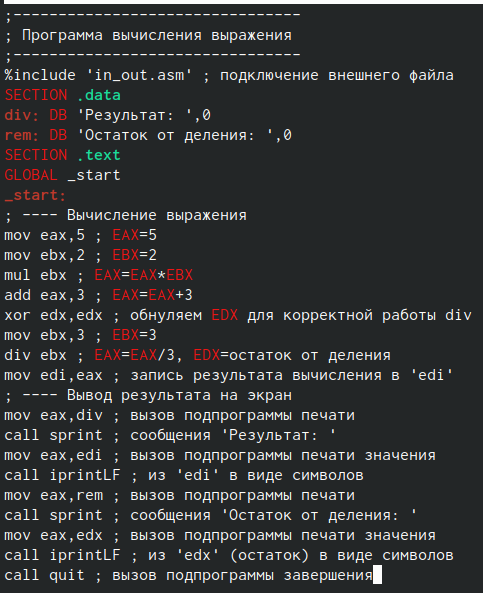 ;--------------------------------
; Программа вычисления выражения
;--------------------------------
%include 'in_out.asm' ; подключение внешнего файла
SECTION .data
div: DB 'Результат: ',0
rem: DB 'Остаток от деления: ',0
SECTION .text
GLOBAL _start
_start:
; ---- Вычисление выражения
mov eax,5 ; EAX=5
mov ebx,2 ; EBX=2
mul ebx ; EAX=EAX*EBX
add eax,3 ; EAX=EAX+3
xor edx,edx ; обнуляем EDX для корректной работы div
mov ebx,3 ; EBX=3
div ebx ; EAX=EAX/3, EDX=остаток от деления
mov edi,eax ; запись результата вычисления в 'edi'
; ---- Вывод результата на экран
mov eax,div ; вызов подпрограммы печати
call sprint ; сообщения 'Результат: '
mov eax,edi ; вызов подпрограммы печати значения
call iprintLF ; из 'edi' в виде символов
mov eax,rem ; вызов подпрограммы печати
call sprint ; сообщения 'Остаток от деления: '
mov eax,edx ; вызов подпрограммы печати значения
call iprintLF ; из 'edx' (остаток) в виде символов
call quit ; вызов подпрограммы завершения